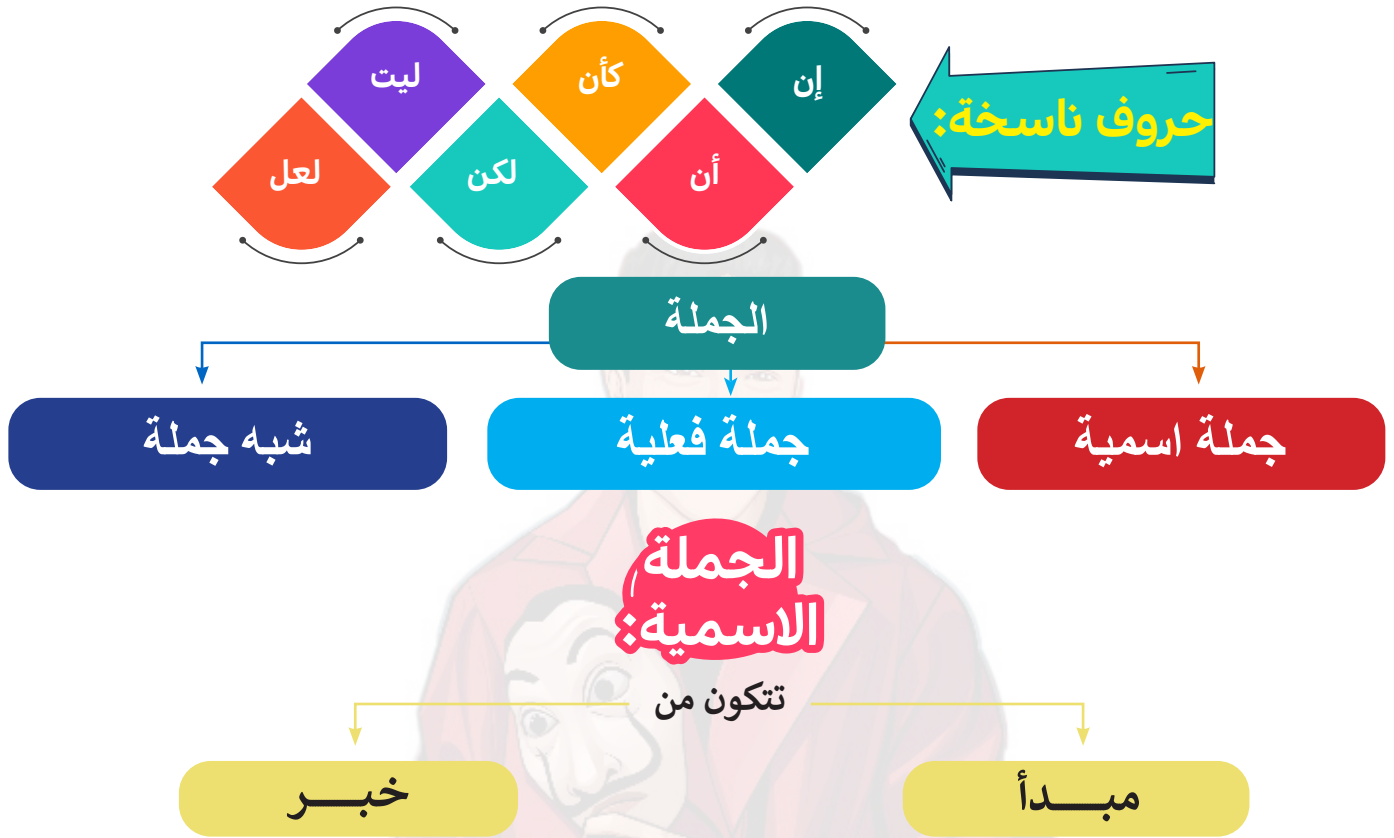 حروف ناسخة:
إن
أن
كأن
لكن
ليت
لعل
الجملة
جملة اسمية
جملة فعلية
شبه جملة
الجملة
الاسمية:
تتكون من
مبـــدأ
خبـــر